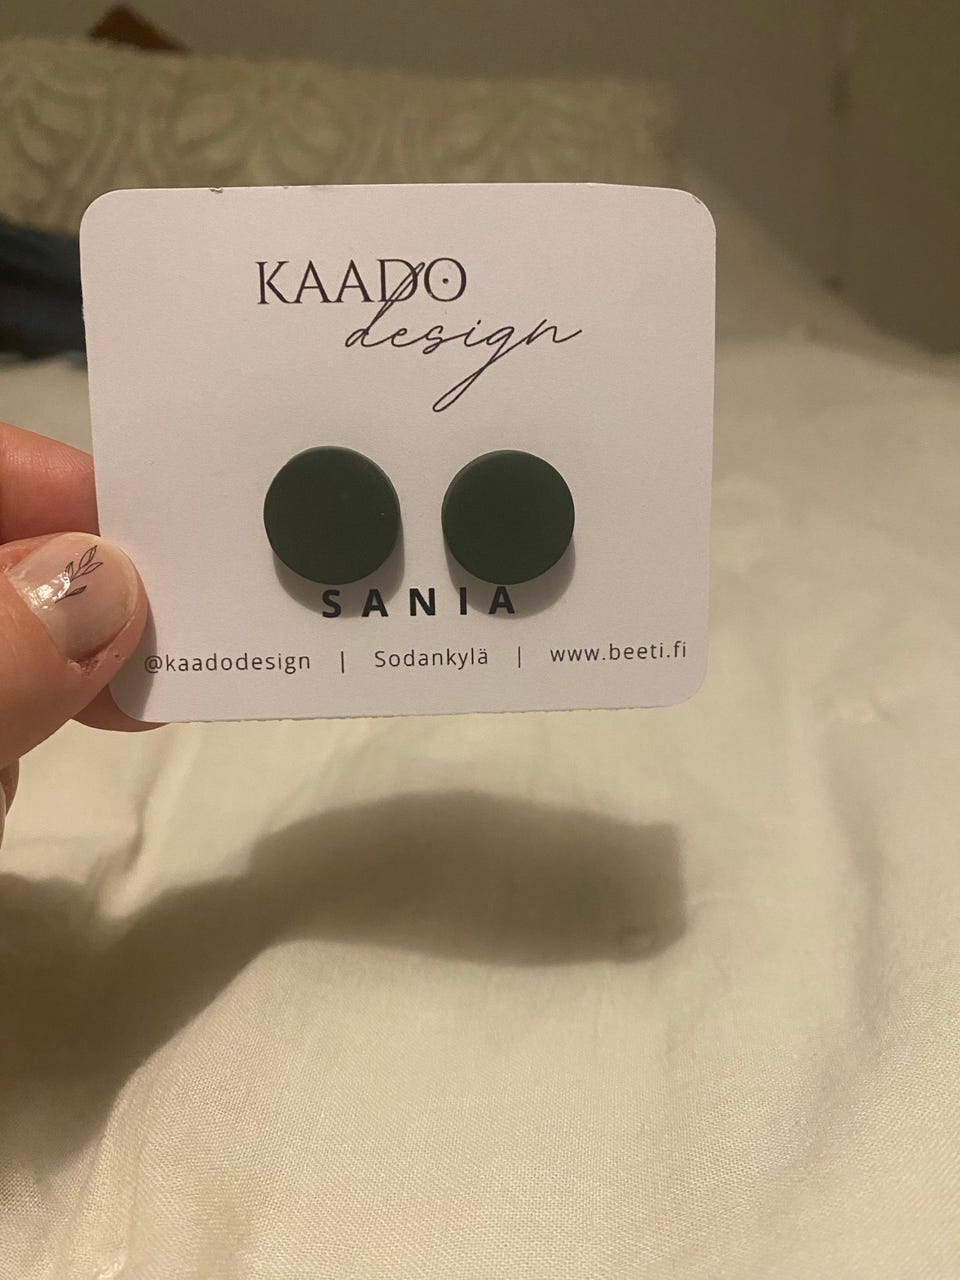 KAADO
design
SANIA
@kaadodesign | Sodankylä | www.beeti.fi